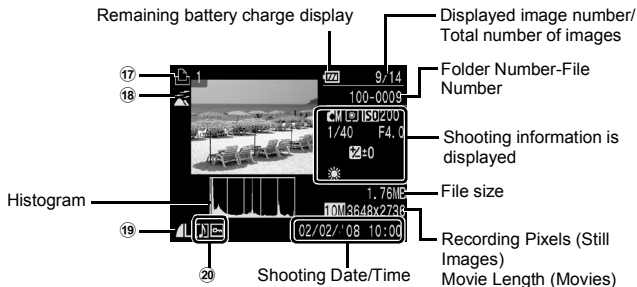 Remaining battery charge display
Displayed image number/
Total number of images
⑰ 1 9/14
⑱ 100-0009
Folder Number-File
Number
M ISO200
1/40 F4.0
±0
Shooting information is
displayed
Histogram
1.76MB
File size
10M 3648x2736
⑲ L
02/02/'08 10:00
Recording Pixels (Still
Images)
Movie Length (Movies)
⑳
Shooting Date/Time